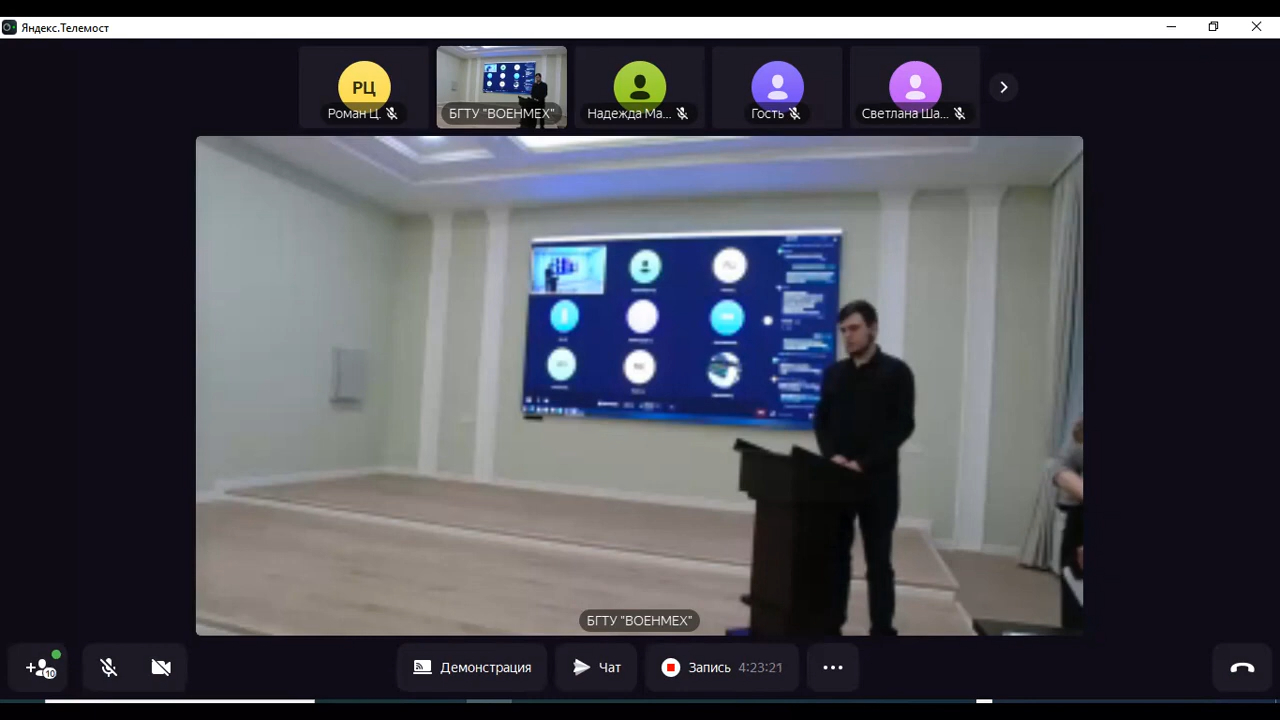 Яндекс.Телемост
РЦ
Роман Ц.
БГТУ "ВОЕНМЕХ"
Надежда Ма...
Гость
Светлана Ша...
БГТУ "ВОЕНМЕХ"
10
Демонстрация
Чат
Запись 4:23:21